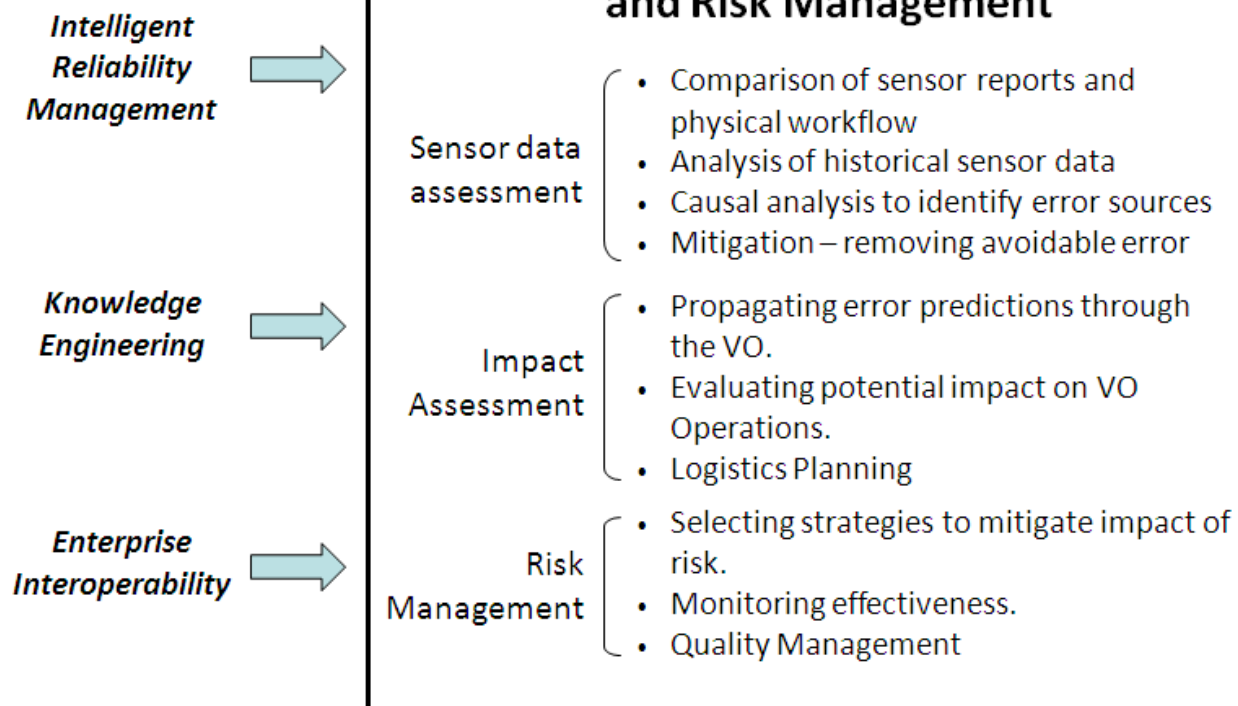 and Risk Management
Intelligent
Reliability
Management
Knowledge
Engineering
Enterprise
Interoperability
Sensor data
assessment
• Comparison of sensor reports and
physical workflow
• Analysis of historical sensor data
• Causal analysis to identify error sources
• Mitigation – removing avoidable error
Impact
Assessment
• Propagating error predictions through
the VO.
• Evaluating potential impact on VO
Operations.
• Logistics Planning
Risk
Management
• Selecting strategies to mitigate impact of
risk.
• Monitoring effectiveness.
• Quality Management